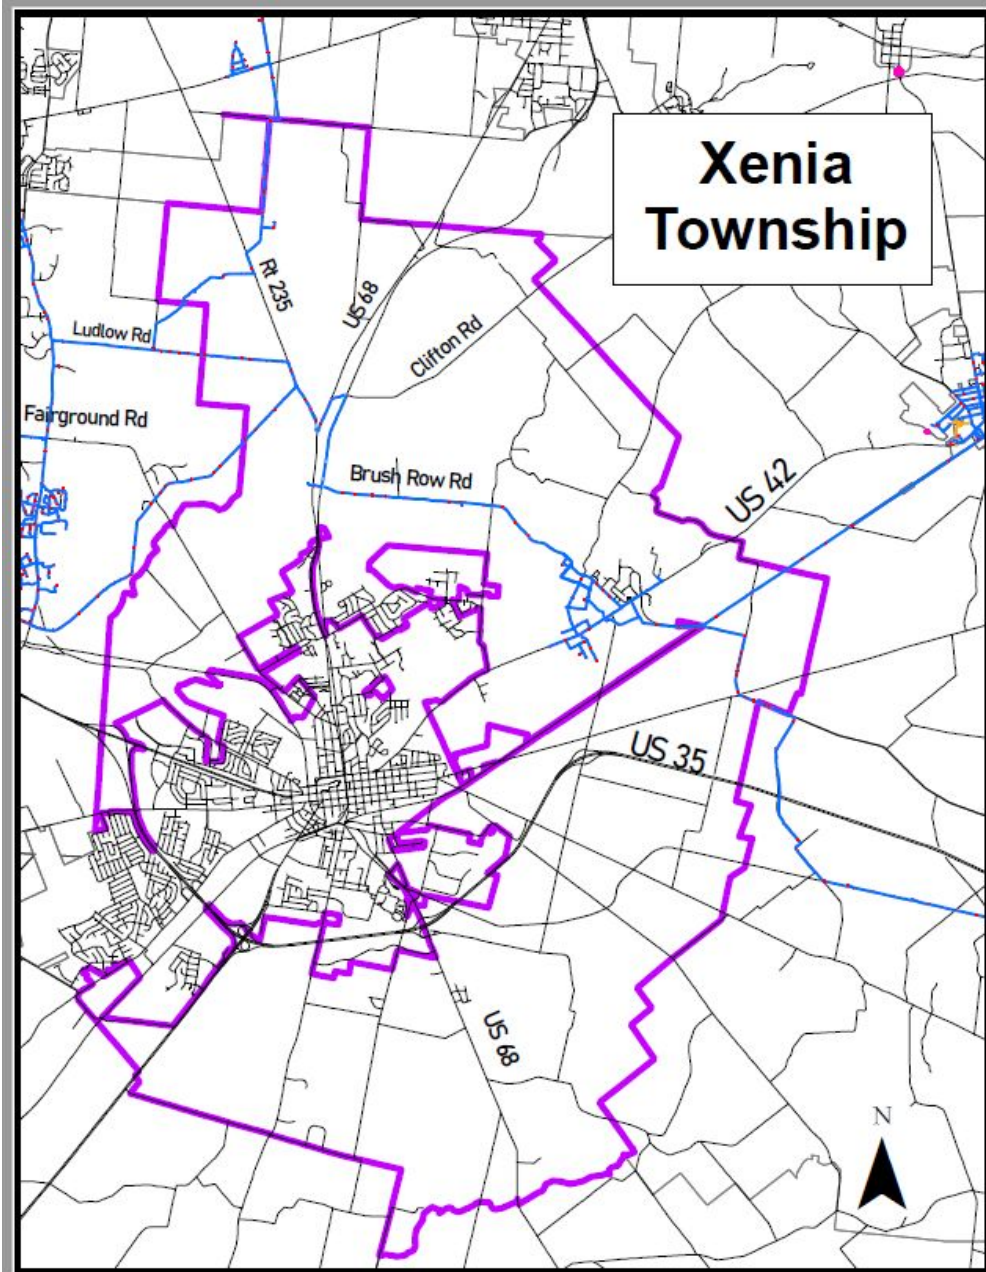 Xenia
Township
Rt 235
US 68
Ludlow Rd
Clifton Rd
Fairground Rd
Brush Row Rd
US 42
US 35
US 68
N